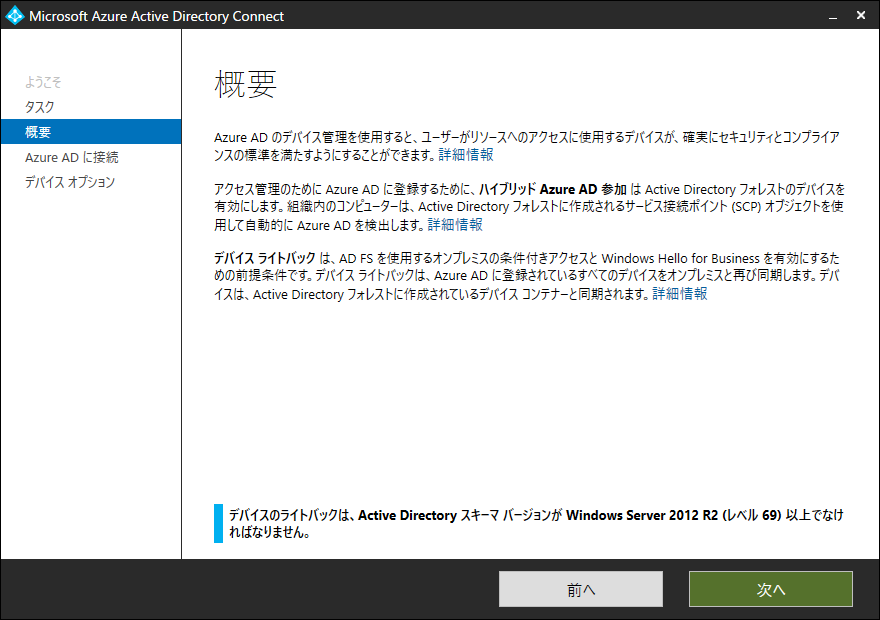 Microsoft Azure Active Directory Connect
ようこそ
タスク
概要
Azure AD に接続
デバイス オプション
概要
Azure AD のデバイス管理を使用すると、ユーザーがリソースへのアクセスに使用するデバイスが、確実にセキュリティとコンプライア
ンスの標準を満たすようにすることができます。詳細情報
アクセス管理のために Azure AD に登録するために、ハイブリッド Azure AD 参加 は Active Directory フォレストのデバイスを
有効にします。組織内のコンピューターは、Active Directory フォレストに作成されるサービス接続ポイント (SCP) オブジェクトを使
用して自動的に Azure AD を検出します。詳細情報
デバイス ライトバック は、AD FS を使用するオンプレミスの条件付きアクセスと Windows Hello for Business を有効にするた
めの前提条件です。デバイス ライトバックは、Azure AD に登録されているすべてのデバイスをオンプレミスと再び同期します。デバ
イスは、Active Directory フォレストに作成されているデバイス コンテナーと同期されます。詳細情報
デバイスのライトバックは、Active Directory スキーマ バージョンが Windows Server 2012 R2 (レベル 69) 以上でなけ
ればなりません。
前へ
次へ